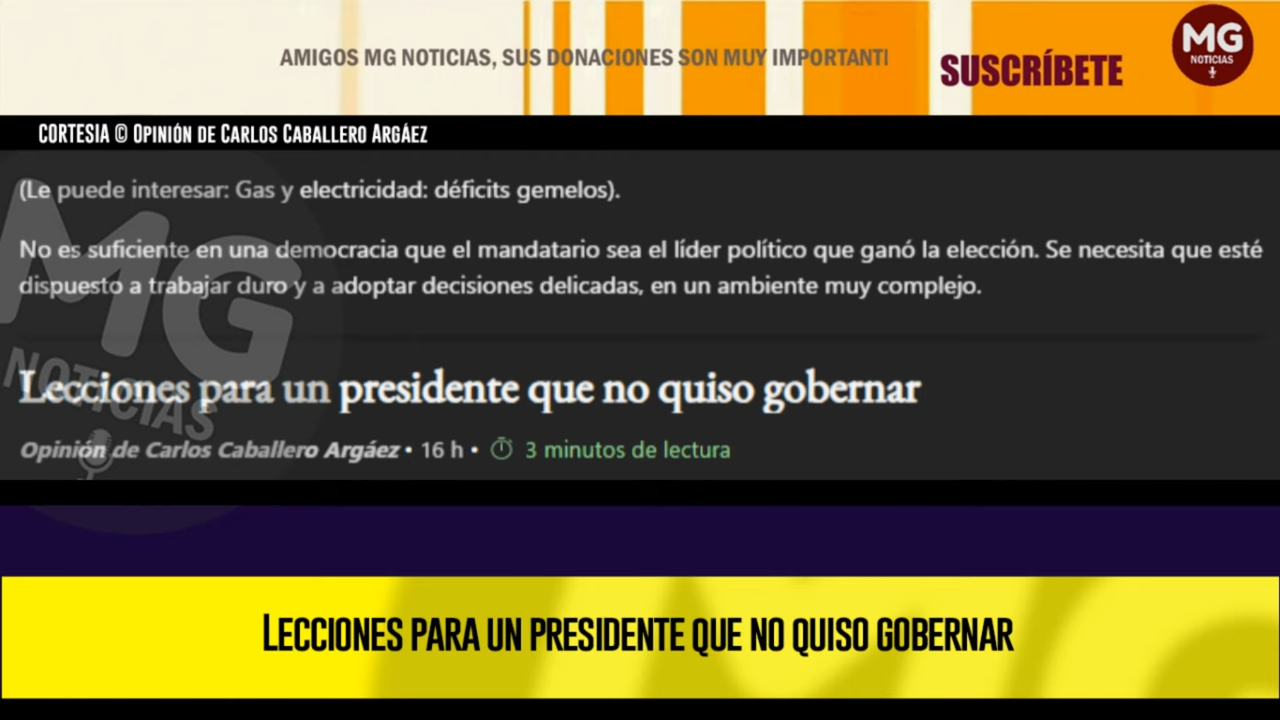 AMIGOS MG NOTICIAS, SUS DONACIONES SON MUY IMPORTANT
SUSCRÍBETE
MG
NOTICIAS
CORTESIA © OPINIÓN DE CARLOS CABALLERO ARGÁEZ
(Le puede interesar: Gas y electricidad: déficits gemelos).
No es suficiente en una democracia que el mandatario sea el líder político que ganó la elección. Se necesita que esté
dispuesto a trabajar duro y a adoptar decisiones delicadas, en un ambiente muy complejo.
MG
NOTICIAS
Lecciones para un presidente que no quiso gobernar
Opinión de Carlos Caballero Argáez • 16 h • 3 minutos de lectura
LECCIONES PARA UN PRESIDENTE QUE NO QUISO GOBERNAR